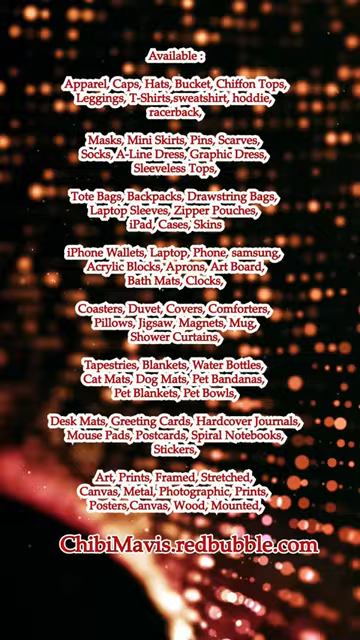 Available :
Apparel, Caps, Hats, Bucket, Chiffon Tops,
Leggings, T-Shirts,sweatshirt, hoddie,
racerback,
Masks, Mini Skirts, Pins, Scarves,
Socks, A-Line Dress, Graphic Dress,
Sleeveless Tops,
Tote Bags, Backpacks, Drawstring Bags,
Laptop Sleeves, Zipper Pouches,
iPad, Cases, Skins
iPhone Wallets, Laptop, Phone, samsung,
Acrylic Blocks, Aprons, Art Board,
Bath Mats, Clocks,
Coasters, Duvet, Covers, Comforters,
Pillows, Jigsaw, Magnets, Mug,
Shower Curtains,
Tapestries, Blankets, Water Bottles,
Cat Mats, Dog Mats, Pet Bandanas,
Pet Blankets, Pet Bowls,
Desk Mats, Greeting Cards, Hardcover Journals,
Mouse Pads, Postcards, Spiral Notebooks,
Stickers,
Art, Prints, Framed, Stretched,
Canvas, Metal, Photographic, Prints,
Posters,Canvas, Wood, Mounted,
ChibiMavis.redbubble.com